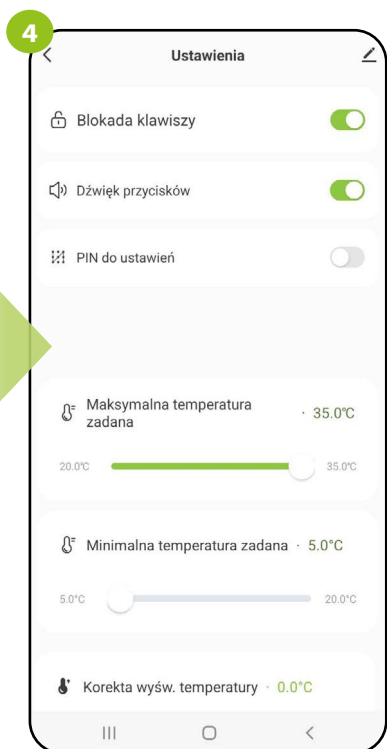 4
Ustawienia
Blokada klawiszy
Dźwięk przycisków
PIN do ustawień
Maksymalna temperatura
zadana
· 35.0℃
20.0℃ 35.0℃
Minimalna temperatura zadana · 5.0°C
5.0°C 20.0°C
Korekta wyśw. temperatury · 0.0°C